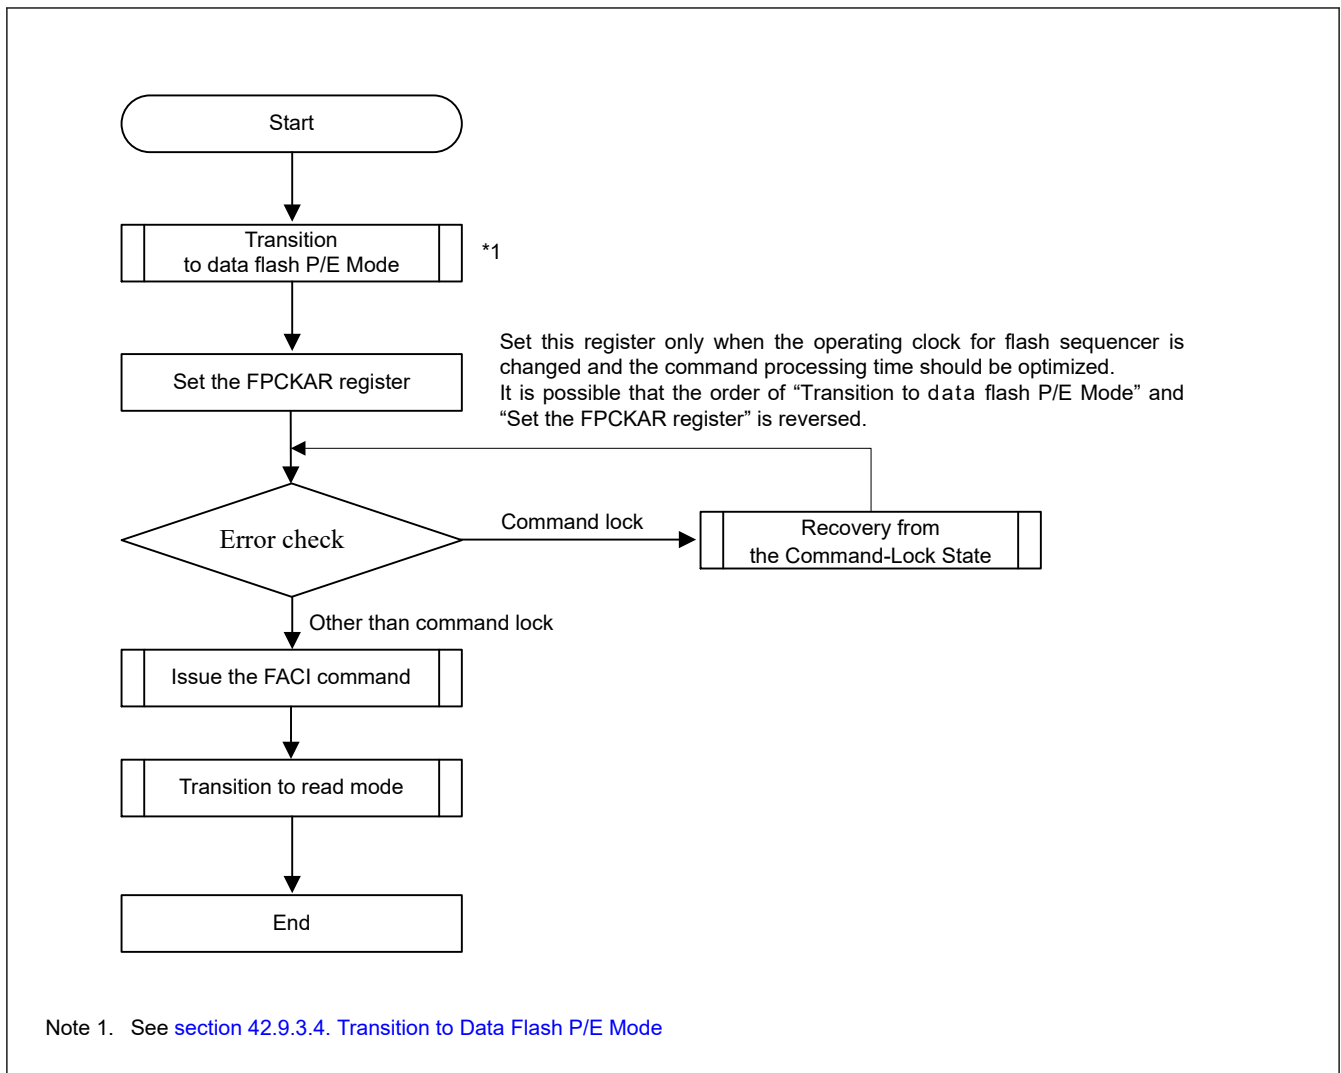 Start
Transition
to data flash P/E Mode
*1
Set the FPCKAR register
Set this register only when the operating clock for flash sequencer is
changed and the command processing time should be optimized.
It is possible that the order of “Transition to data flash P/E Mode” and
“Set the FPCKAR register” is reversed.
Error check
Command lock
Recovery from
the Command-Lock State
Other than command lock
Issue the FACI command
Transition to read mode
End
Note 1. See section 42.9.3.4. Transition to Data Flash P/E Mode